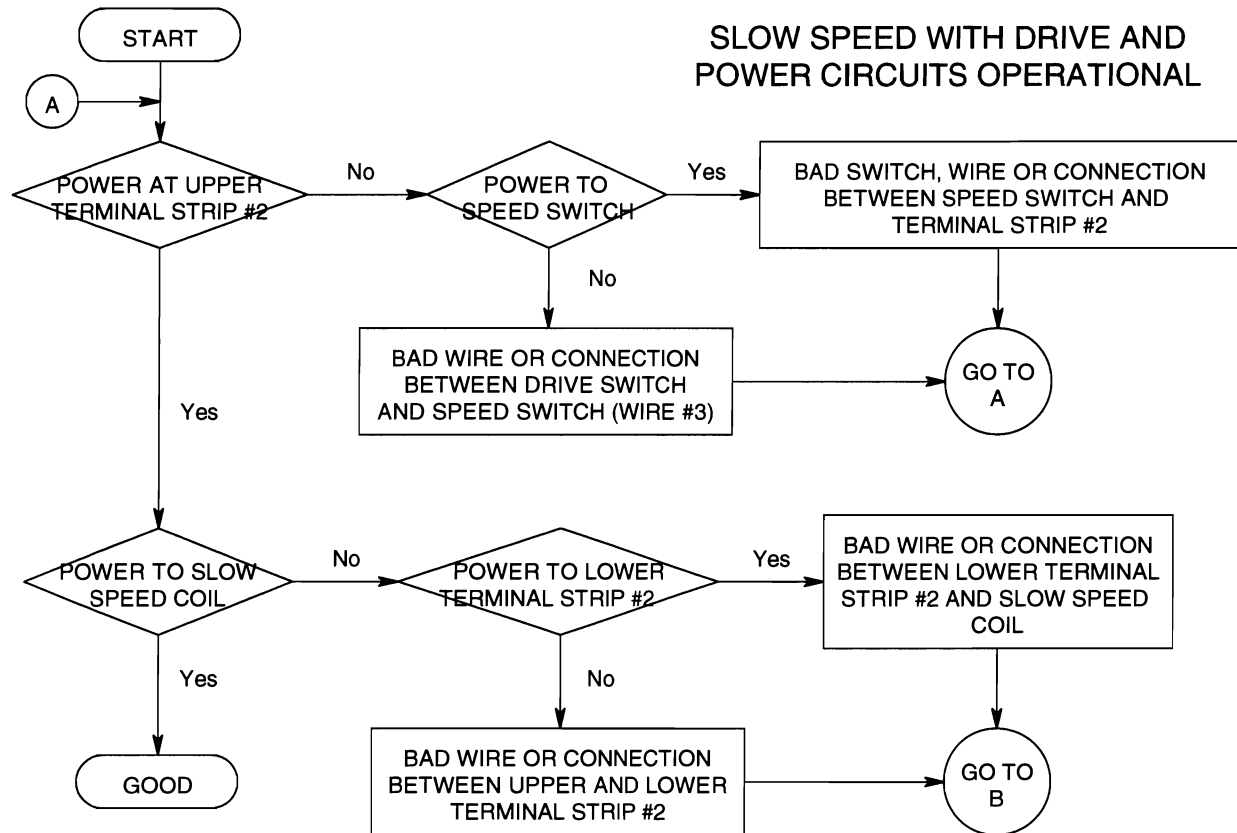 START
SLOW SPEED WITH DRIVE AND
POWER CIRCUITS OPERATIONAL
A
POWER AT UPPER
TERMINAL STRIP #2
No
POWER TO
SPEED SWITCH
Yes
BAD SWITCH, WIRE OR CONNECTION
BETWEEN SPEED SWITCH AND
TERMINAL STRIP #2
No
BAD WIRE OR CONNECTION
BETWEEN DRIVE SWITCH
AND SPEED SWITCH (WIRE #3)
GO TO
A
Yes
POWER TO SLOW
SPEED COIL
No
POWER TO LOWER
TERMINAL STRIP #2
Yes
BAD WIRE OR CONNECTION
BETWEEN LOWER TERMINAL
STRIP #2 AND SLOW SPEED
COIL
Yes
No
GOOD
BAD WIRE OR CONNECTION
BETWEEN UPPER AND LOWER
TERMINAL STRIP #2
GO TO
B